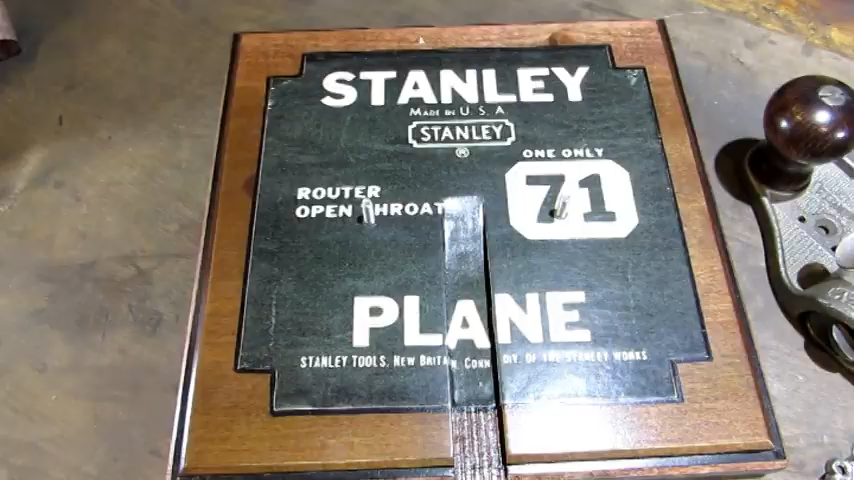 STANLEY
MADE IN U. S. A
STANLEY
®
ONE ONLY
ROUTER
71
OPEN THROAT
PLANE
STANLEY TOOLS, NEW BRITAIN, CONN. DIV. OF THE STANLEY WORKS